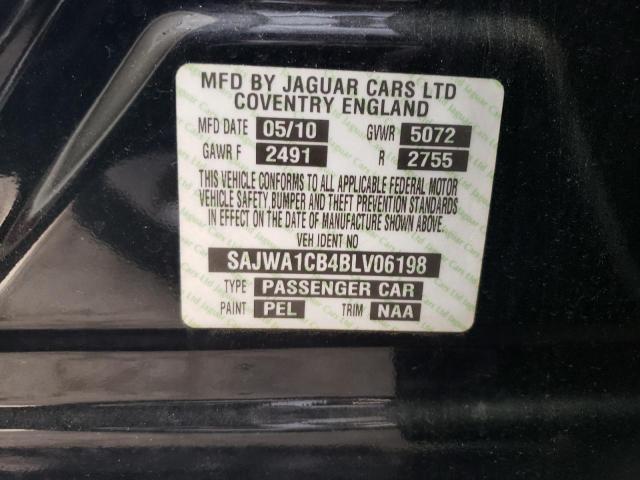 MFD BY JAGUAR CARS LTD
COVENTRY ENGLAND
MFD DATE 05/10 GVWR 5072
GAWR F 2491 R 2755
THIS VEHICLE CONFORMS TO ALL APPLICABLE FEDERAL MOTOR
VEHICLE SAFETY,BUMPER AND THEFT PREVENTION STANDARDS
IN EFFECT ON THE DATE OF MANUFACTURE SHOWN ABOVE.
VEH IDENT NO
SAJWA1CB4BLV06198
TYPE PASSENGER CAR
PAINT PEL TRIM NAA